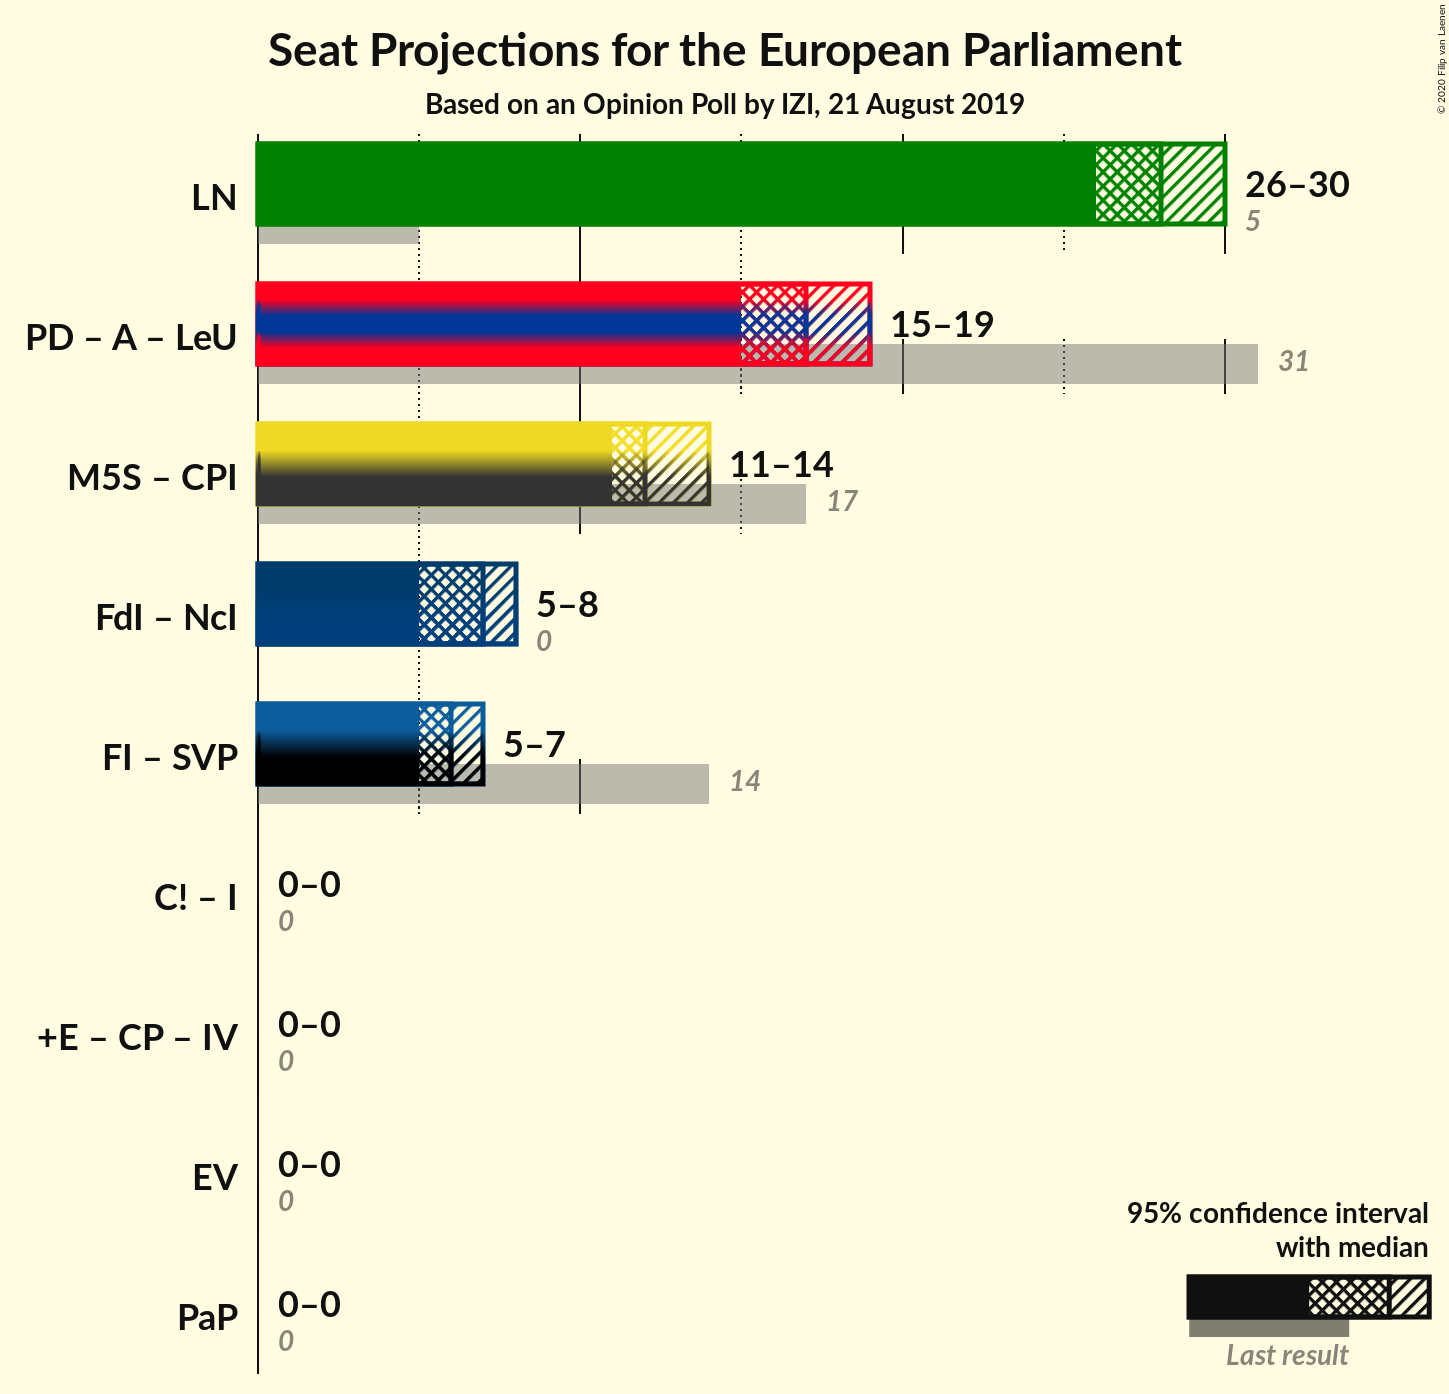 Seat Projections for the European Parliament
Based on an Opinion Poll by IZI, 21 August 2019
© 2020 Filip van Laenen
LN
26–30
5
PD – A – LeU
15–19
31
M5S – CPI
11–14
17
FdI – NcI
5–8
0
FI – SVP
5–7
14
C! – I
0–0
0
+E – CP – IV
0–0
0
EV
0–0
0
PaP
0–0
0
95% confidence interval
with median
Last result